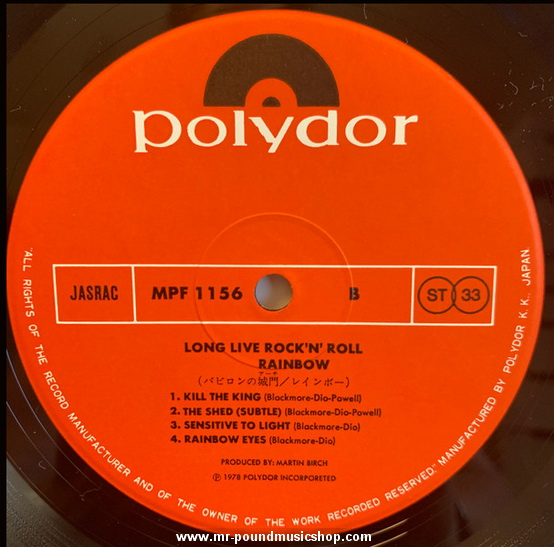 polydor
JASRAC
MPF 1156
B
ST 33
LONG LIVE ROCK'N' ROLL
RAINBOW
アーチ
(バビロンの城門／レインボー)
1. KILL THE KING (Blackmore-Dio-Powell)
2. THE SHED (SUBTLE) (Blackmore-Dio-Powell)
3. SENSITIVE TO LIGHT (Blackmore-Dio)
4. RAINBOW EYES (Blackmore-Dio)
PRODUCED BY: MARTIN BIRCH
Ⓟ 1978 POLYDOR INCORPORETED
"ALL RIGHTS OF THE RECORD MANUFACTURER AND OF THE OWNER OF THE WORK RECORDED RESERVED" MANUFACTURED BY POLYDOR K.K., JAPAN.
www.mr-poundmusicshop.com